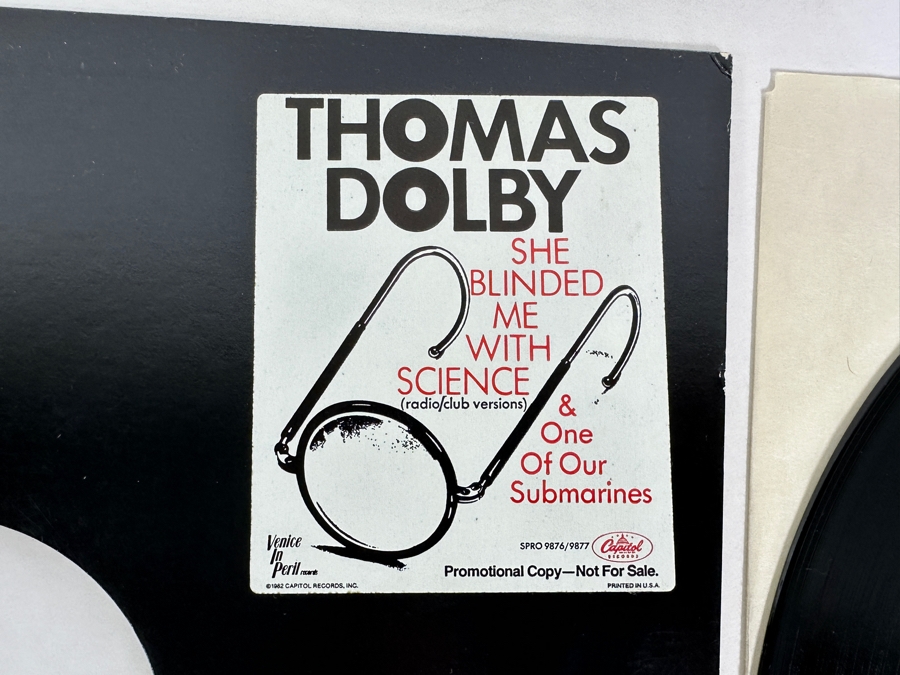 THOMAS
DOLBY
SHE
BLINDED
ME
WITH
SCIENCE
(radio/club versions)
&
One
Of Our
Submarines
Venice
In
Peril records
©1982 CAPITOL RECORDS, INC.
SPRO 9876/9877
Capitol
RECORDS
Promotional Copy—Not For Sale.
PRINTED IN U.S.A.